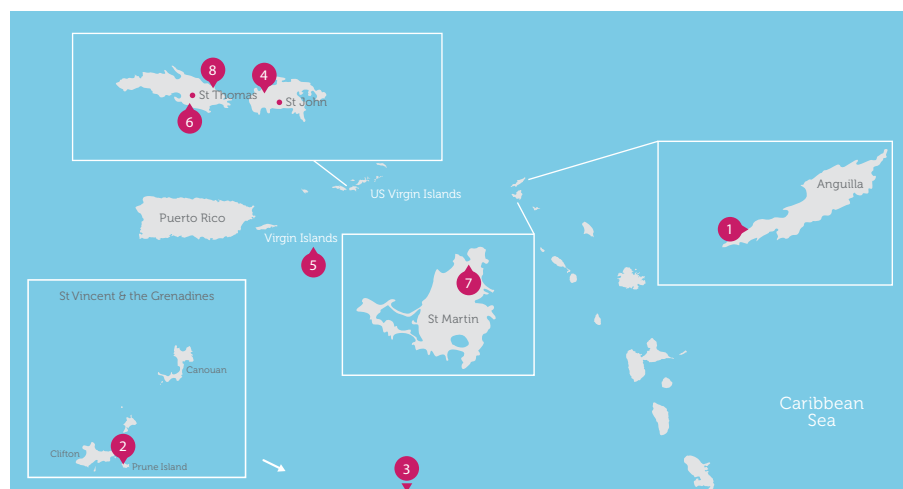 8
4
St Thomas
St John
6
US Virgin Islands
Anguilla
Puerto Rico
1
Virgin Islands
5
7
St Vincent & the Grenadines
St Martin
Canouan
Caribbean
Sea
2
Clifton
Prune Island
3